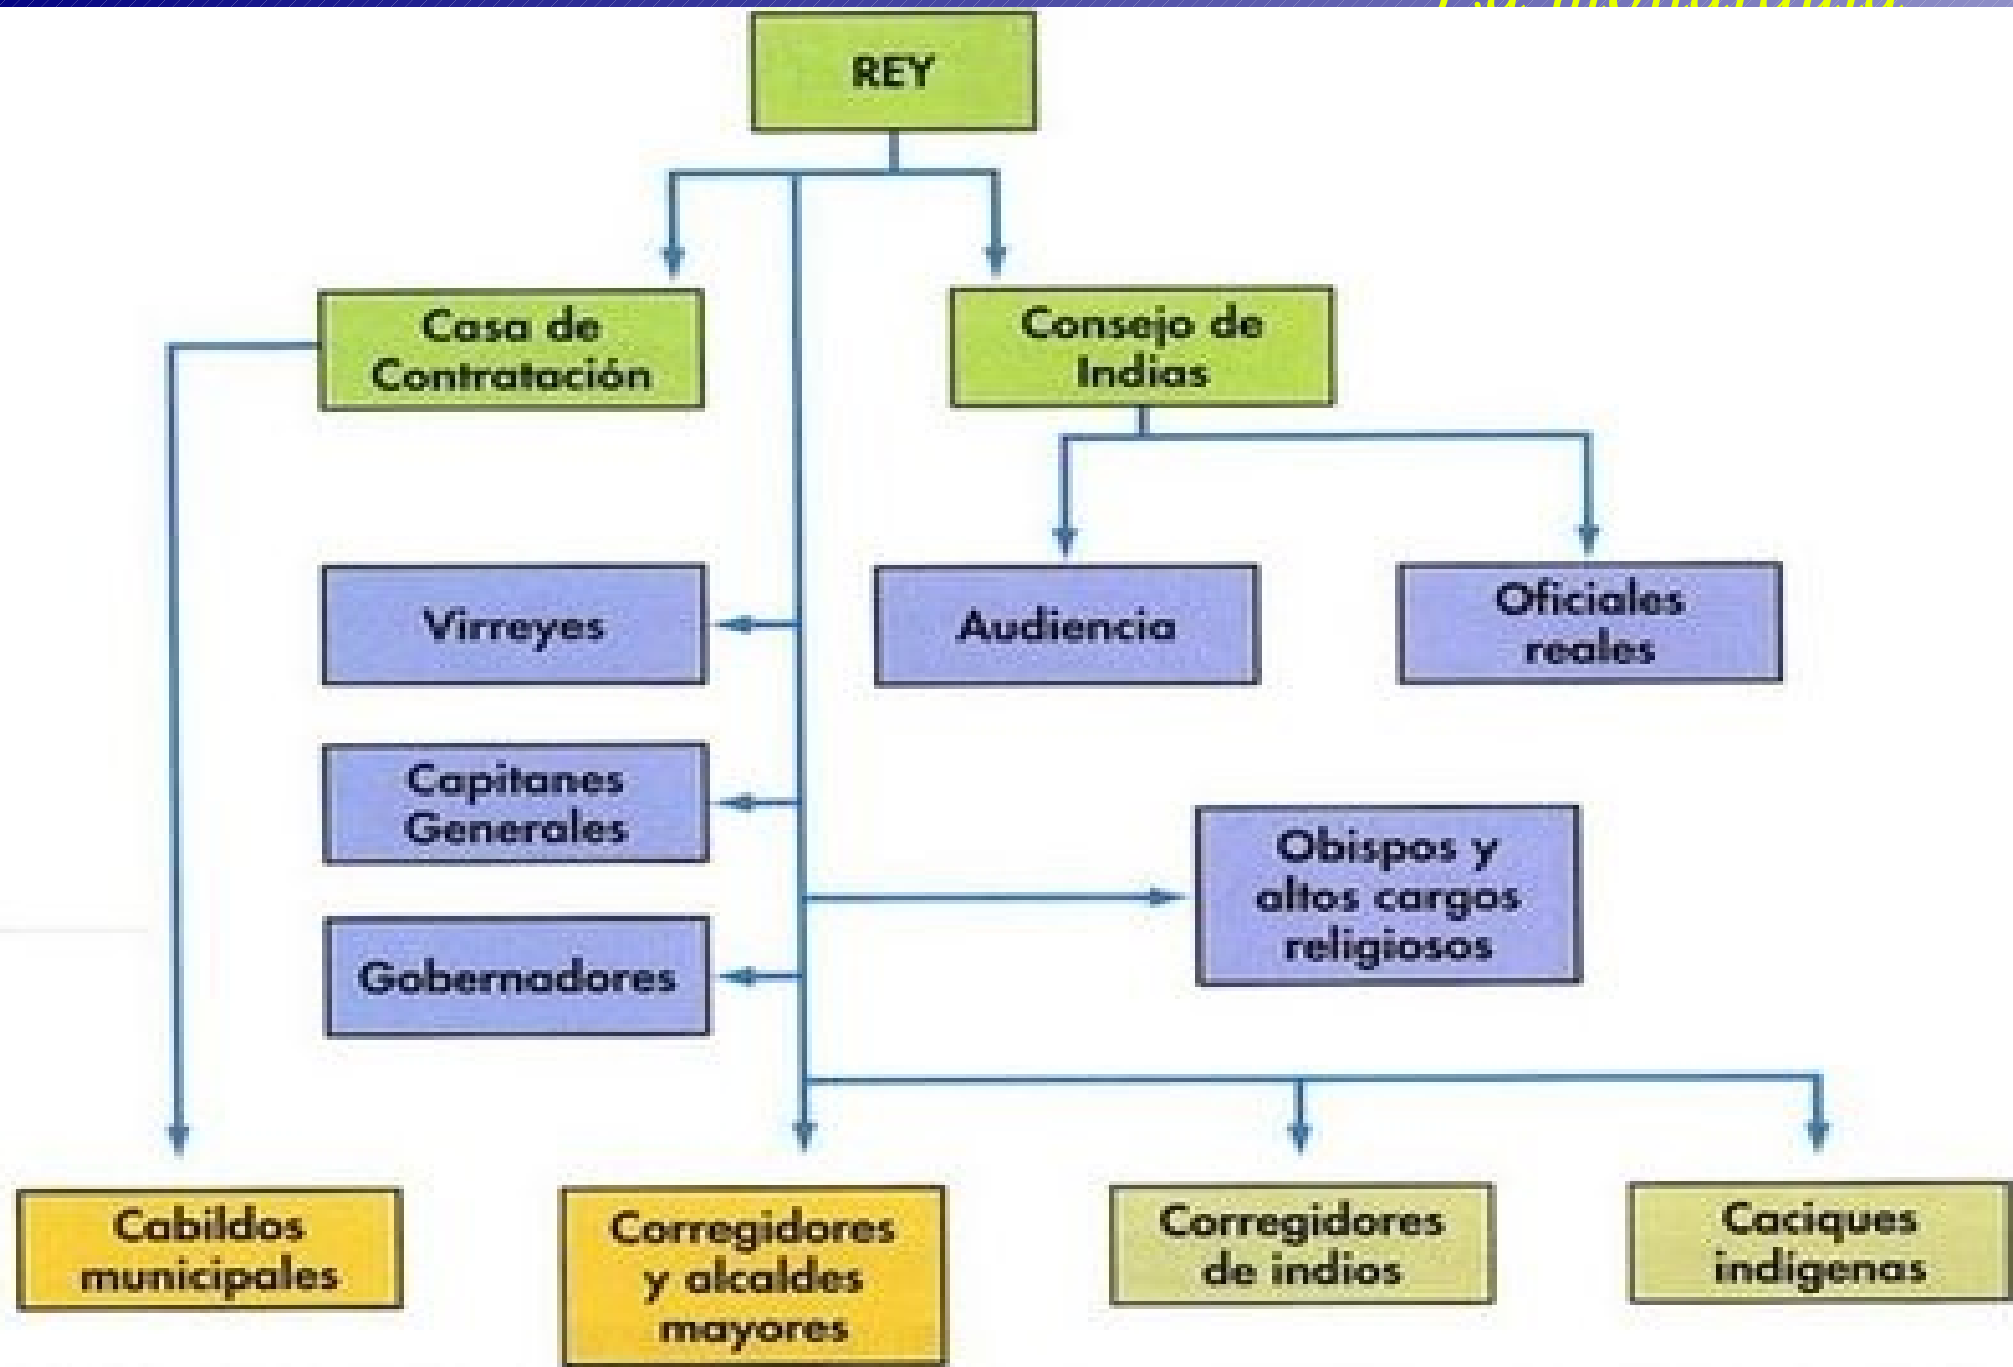 REY
Casa de
Contratación
Consejo de
Indias
Virreyes
Audiencia
Oficiales
reales
Capitanes
Generales
Obispos y
altos cargos
religiosos
Gobernadores
Cabildos
municipales
Corregidores
y alcaldes
mayores
Corregidores
de indios
Caciques
indigenas